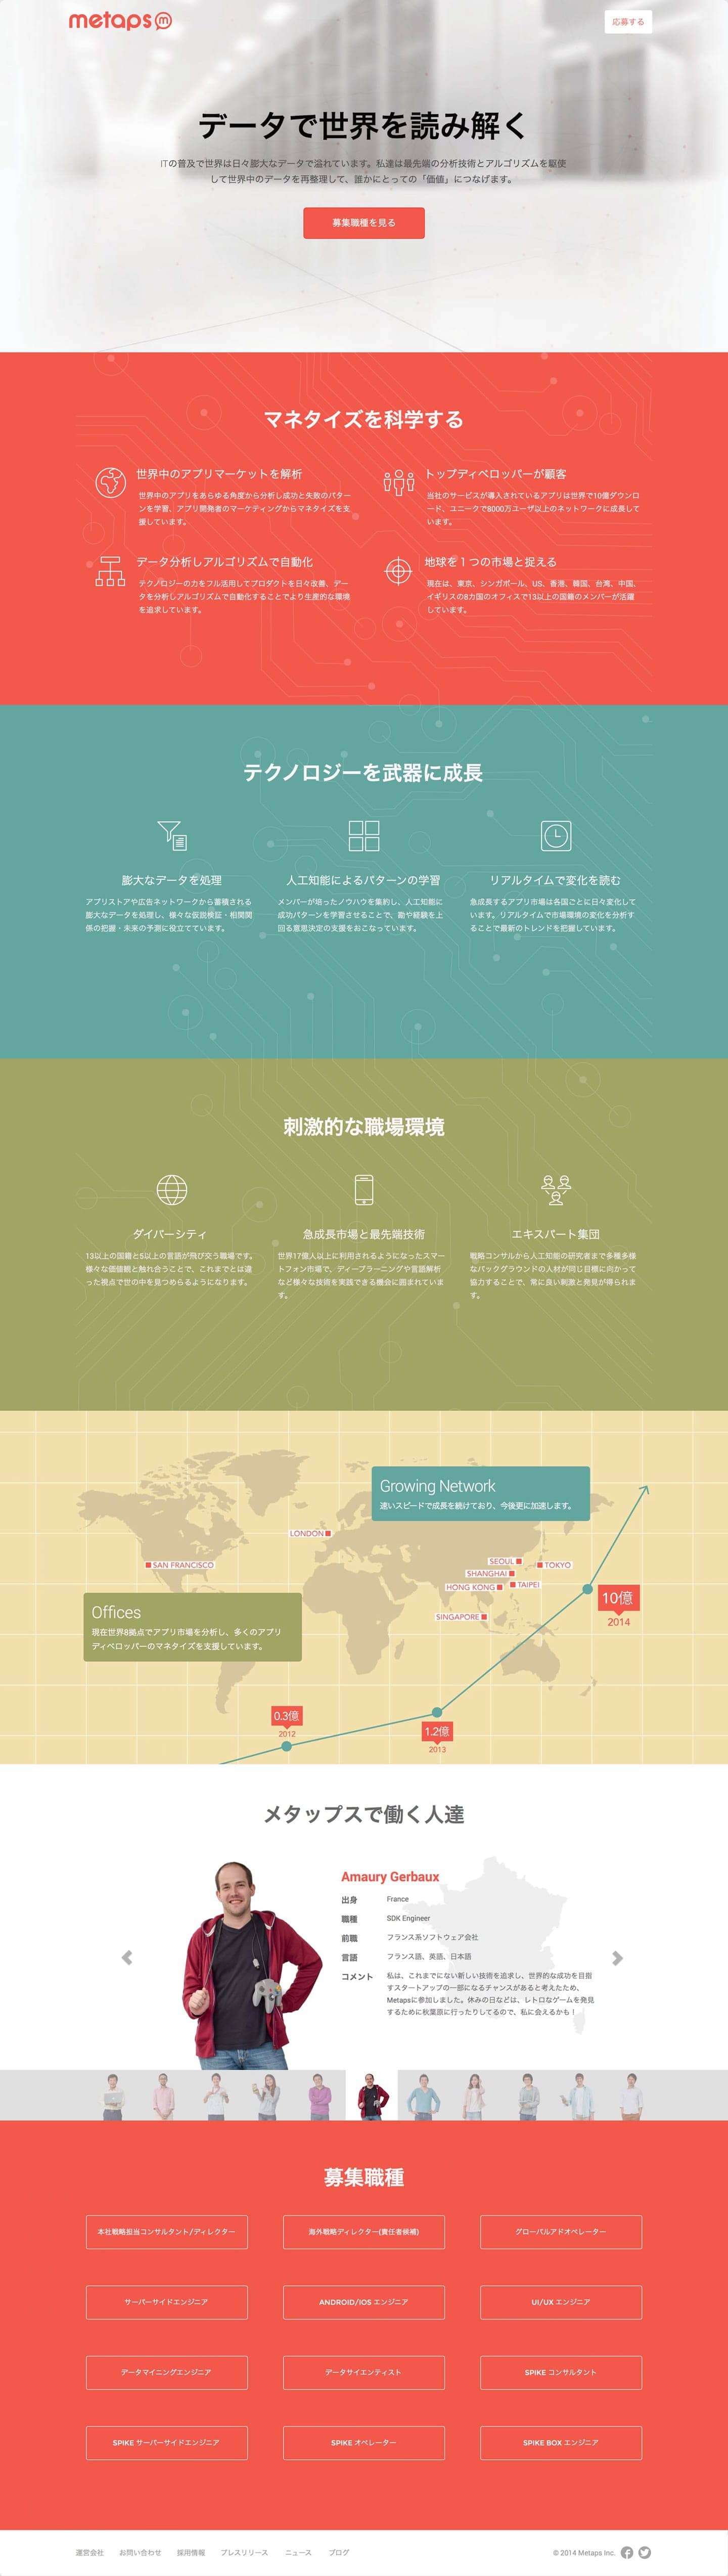 metaps m
応募する
データで世界を読み解く
ITの普及で世界は日々膨大なデータで溢れています。私達は最先端の分析技術とアルゴリズムを駆使
して世界中のデータを再整理して、誰かにとっての「価値」につなげます。
募集職種を見る
マネタイズを科学する
世界中のアプリマーケットを解析
世界中のアプリをあらゆる角度から分析し成功と失敗のパター
ンを学習、アプリ開発者のマーケティングからマネタイズを支
援しています。
トップディベロッパーが顧客
当社のサービスが導入されているアプリは世界で10億ダウンロ
ード、ユニークで8000万ユーザ以上のネットワークに成長して
います。
データ分析しアルゴリズムで自動化
テクノロジーの力をフル活用してプロダクトを日々改善、デー
タを分析しアルゴリズムで自動化することでより生産的な環境
を追求しています。
地球を１つの市場と捉える
現在は、東京、シンガポール、US、香港、韓国、台湾、中国、
イギリスの8カ国のオフィスで13以上の国籍のメンバーが活躍
しています。
テクノロジーを武器に成長
膨大なデータを処理
アプリストアや広告ネットワークから蓄積される
膨大なデータを処理し、様々な仮説検証・相関関
係の把握・未来の予測に役立てています。
人工知能によるパターンの学習
メンバーが培ったノウハウを集約し、人工知能に
成功パターンを学習させることで、勘や経験を上
回る意思決定の支援をおこなっています。
リアルタイムで変化を読む
急成長するアプリ市場は各国ごとに日々変化して
います。リアルタイムで市場環境の変化を分析す
ることで最新のトレンドを把握しています。
刺激的な職場環境
ダイバーシティ
13以上の国籍と5以上の言語が飛び交う職場です。
様々な価値観と触れ合うことで、これまでとは違
った視点で世の中を見つめらるようになります。
急成長市場と最先端技術
世界17億人以上に利用されるようになったスマー
トフォン市場で、ディープラーニングや言語解析
など様々な技術を実践できる機会に囲まれていま
す。
エキスパート集団
戦略コンサルから人工知能の研究者まで多種多様
なバックグラウンドの人材が同じ目標に向かって
協力することで、常に良い刺激と発見が得られま
す。
Growing Network
速いスピードで成長を続けており、今後更に加速します。
LONDON
SAN FRANCISCO
SEOUL
TOKYO
SHANGHAI
HONG KONG
TAIPEI
SINGAPORE
Offices
現在世界8拠点でアプリ市場を分析し、多くのアプリ
ディベロッパーのマネタイズを支援しています。
10億
2014
0.3億
2012
1.2億
2013
メタップスで働く人達
Amaury Gerbaux
出身 France
職種 SDK Engineer
前職 フランス系ソフトウェア会社
言語 フランス語、英語、日本語
コメント 私は、これまでにない新しい技術を追求し、世界的な成功を目指
すスタートアップの一部になるチャンスがあると考えたため、
Metapsに参加しました。休みの日などは、レトロなゲームを発見
するために秋葉原に行ったりしてるので、私に会えるかも！
募集職種
本社戦略担当コンサルタント/ディレクター
海外戦略ディレクター(責任者候補)
グローバルアドオペレーター
サーバーサイドエンジニア
ANDROID/IOS エンジニア
UI/UX エンジニア
データマイニングエンジニア
データサイエンティスト
SPIKE コンサルタント
SPIKE サーバーサイドエンジニア
SPIKE オペレーター
SPIKE BOX エンジニア
運営会社 お問い合わせ 採用情報 プレスリリース ニュース ブログ
© 2014 Metaps Inc.